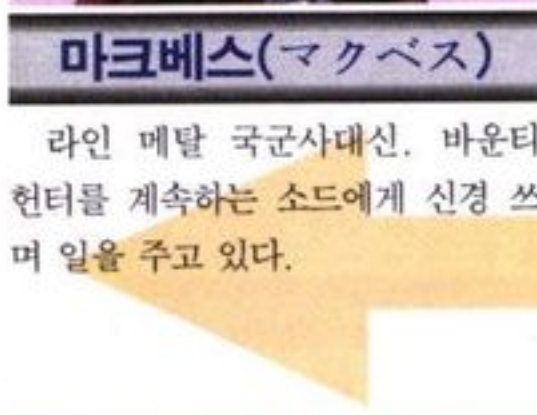 마크베스(マクベス)
라인 메탈 국군사대신. 바운티
헌터를 계속하는 소드에게 신경 쓰
며 일을 주고 있다.